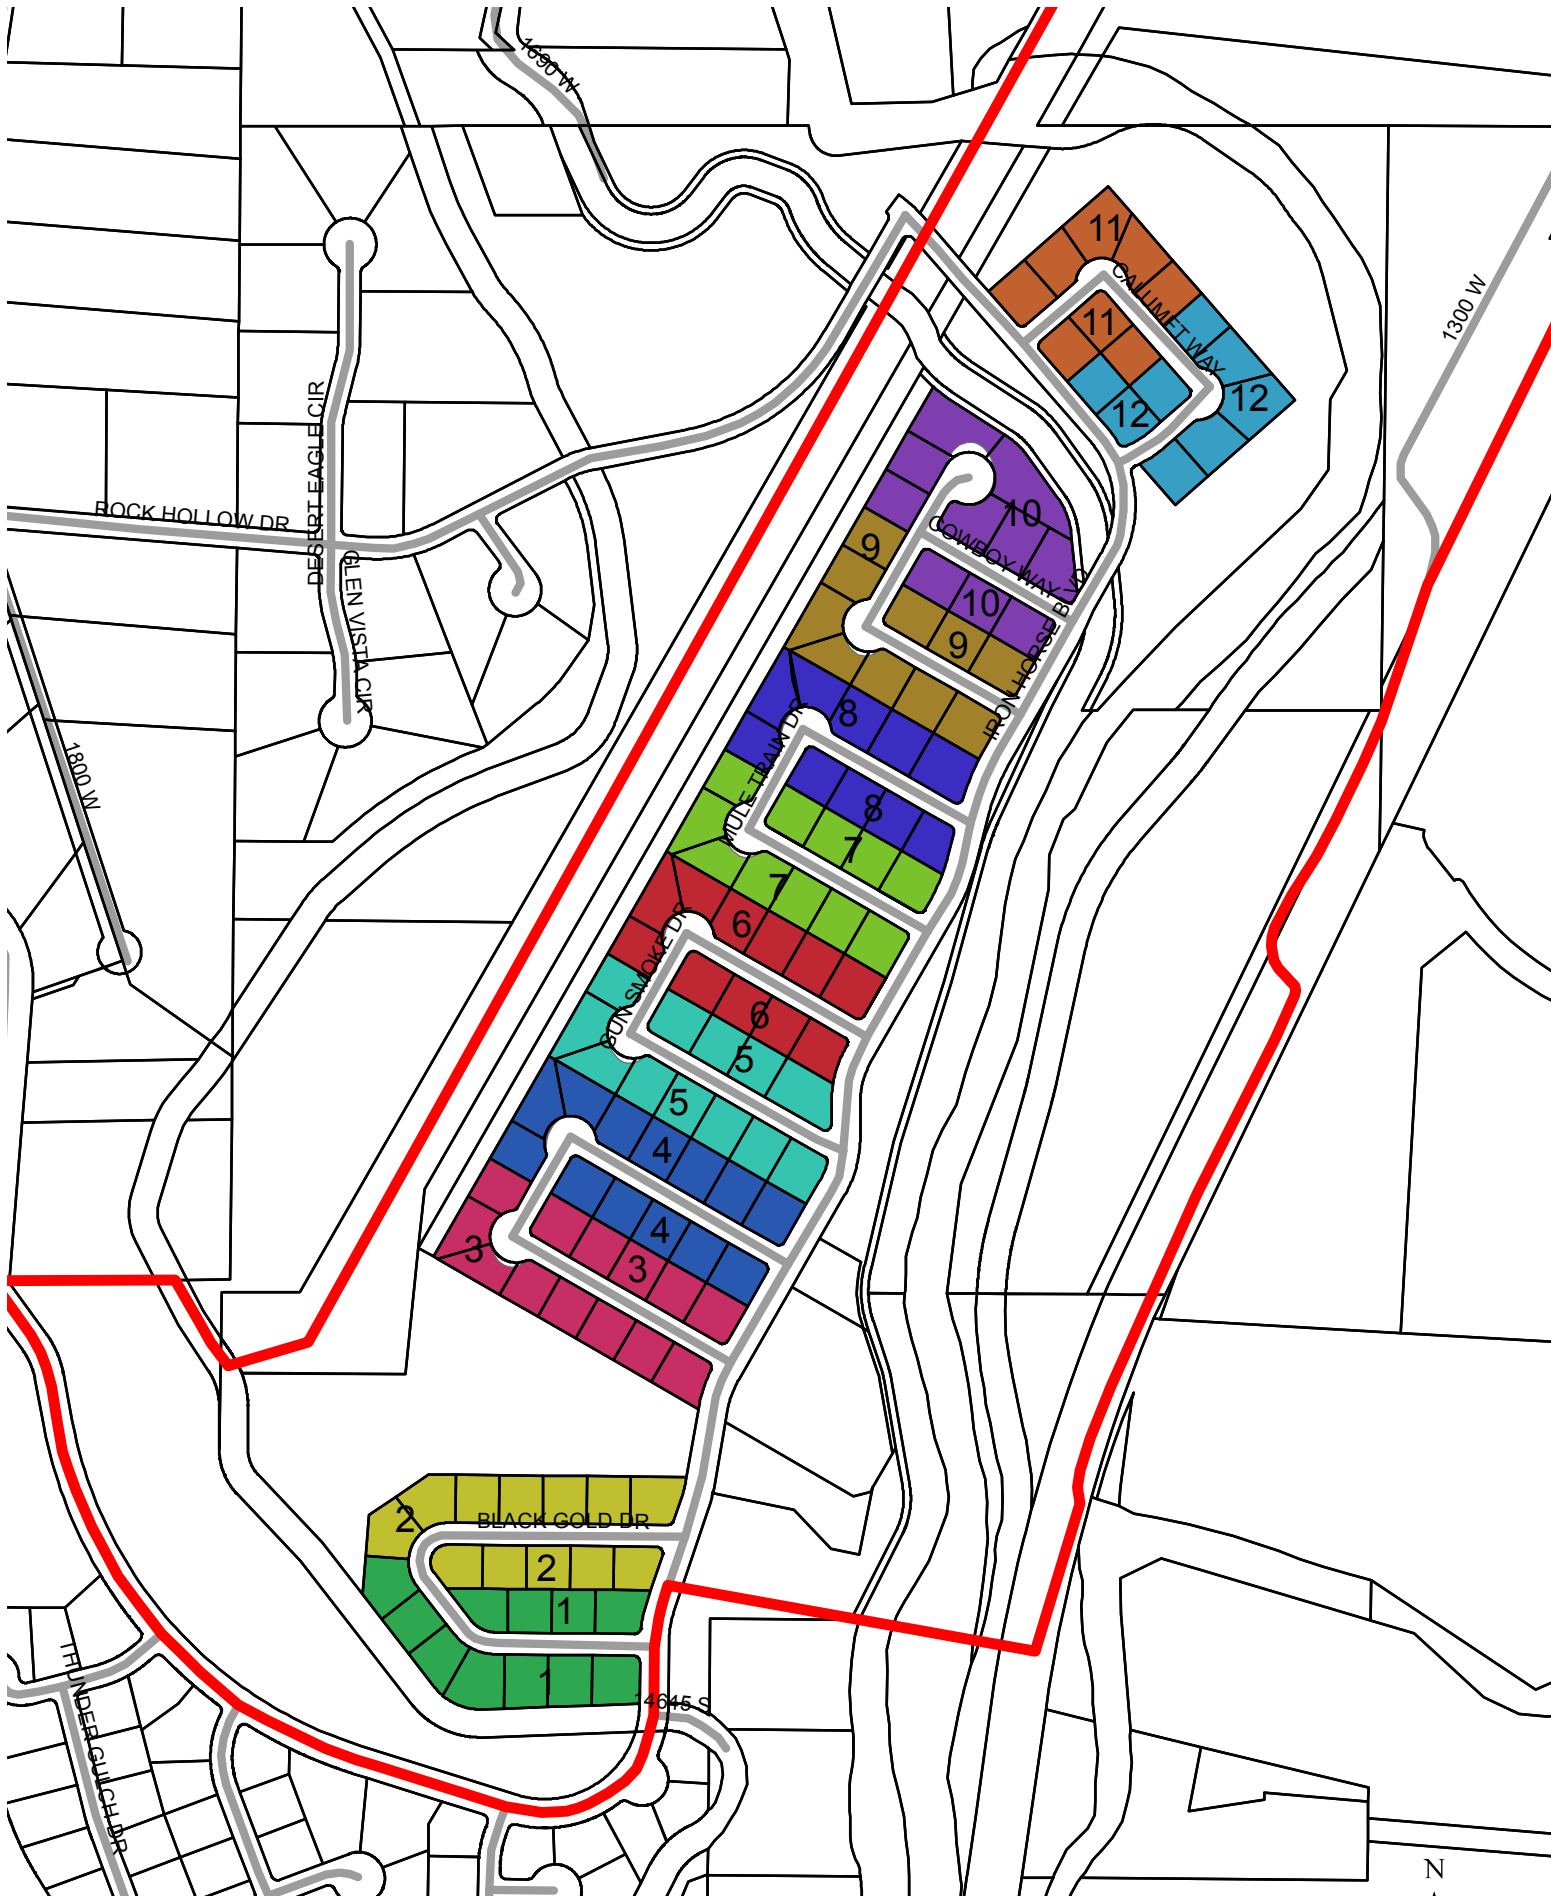 1690 W
11
CALUMET WAY
11
1300 W
12
12
DESERT EAGLE CIR
ROCK HOLLOW DR
10
COWBOY WAY
9
GLEN VISTA CIR
10
9
IRON HORSE BLVD
8
MULE TRAIN DR
1800 W
8
7
7
6
GUN SMOKE DR
6
5
5
4
4
3
3
2
BLACK GOLD DR
2
1
1
14645 S
THUNDER GULCH DR
N